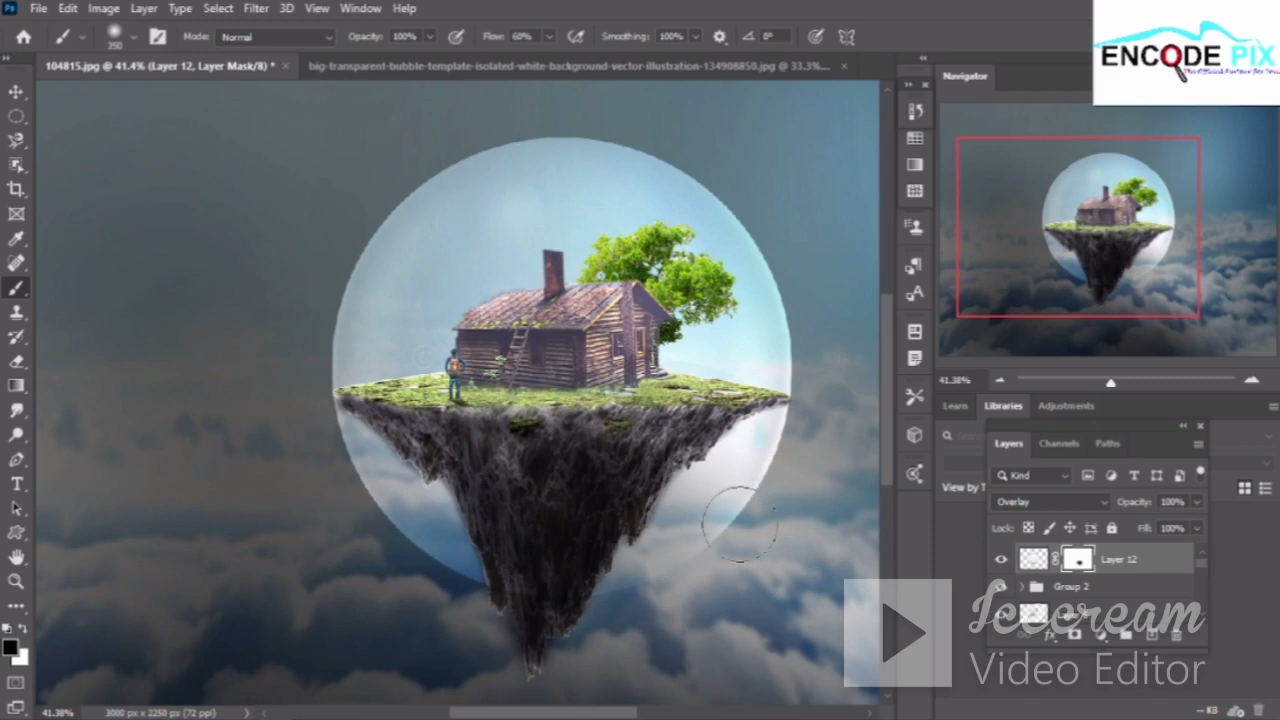 Ps File Edit Image Layer Type Select Filter 3D View Window Help
350 Mode: Normal Opacity: 100% Flow: 60% Smoothing: 100% 0°
ENCODE PIX
104815.jpg @ 41.4% (Layer 12, Layer Mask/8) * × big-transparent-bubble-template-isolated-white-background-vector-illustration-134908850.jpg @ 33.3%... ×
Navigator
41.38%
Learn Libraries Adjustments
Layers Channels Paths
Kind
View by T
Overlay Opacity: 100%
Lock: Fill: 100%
Layer 12
Group 2
Icecream
Video Editor
41.38% 3000 px x 2250 px (72 ppi)
-- KB